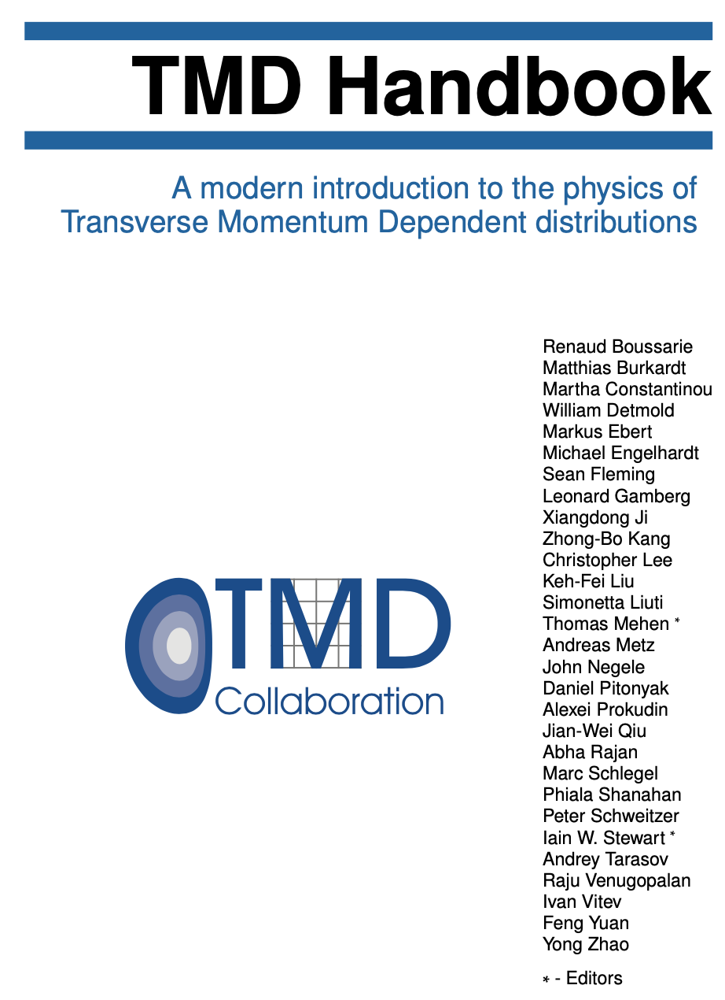 TMD Handbook
A modern introduction to the physics of
Transverse Momentum Dependent distributions
Renaud Boussarie
Matthias Burkardt
Martha Constantinou
William Detmold
Markus Ebert
Michael Engelhardt
Sean Fleming
Leonard Gamberg
Xiangdong Ji
Zhong-Bo Kang
Christopher Lee
Keh-Fei Liu
Simonetta Liuti
Thomas Mehen *
Andreas Metz
John Negele
Daniel Pitonyak
Alexei Prokudin
Jian-Wei Qiu
Abha Rajan
Marc Schlegel
Phiala Shanahan
Peter Schweitzer
Iain W. Stewart *
Andrey Tarasov
Raju Venugopalan
Ivan Vitev
Feng Yuan
Yong Zhao
* - Editors
TMD
Collaboration